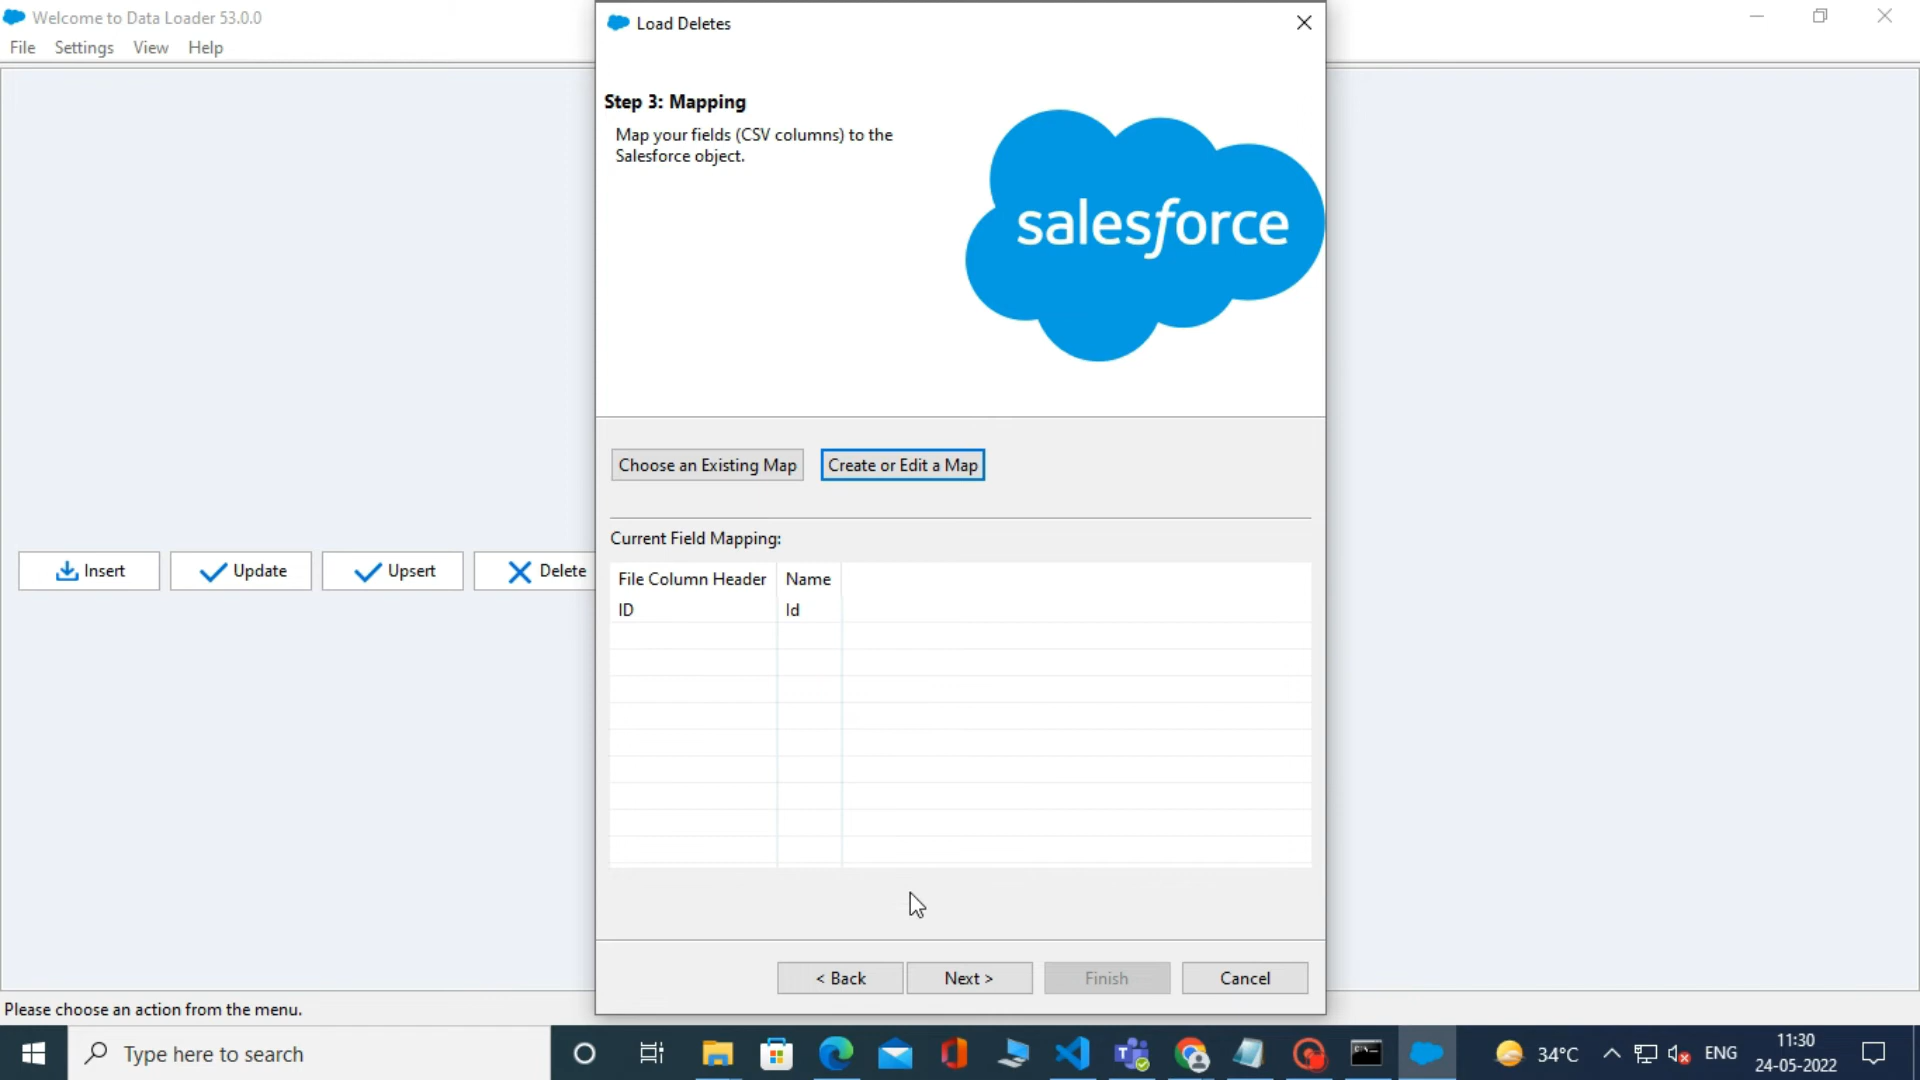 Welcome to Data Loader 53.0.0
File Settings View Help
Load Deletes
Step 3: Mapping
Map your fields (CSV columns) to the
Salesforce object.
salesforce
Choose an Existing Map Create or Edit a Map
Current Field Mapping:
File Column Header Name
ID Id
Insert Update Upsert Delete
< Back Next > Finish Cancel
Please choose an action from the menu.
Type here to search
34°C ENG
11:30
24-05-2022